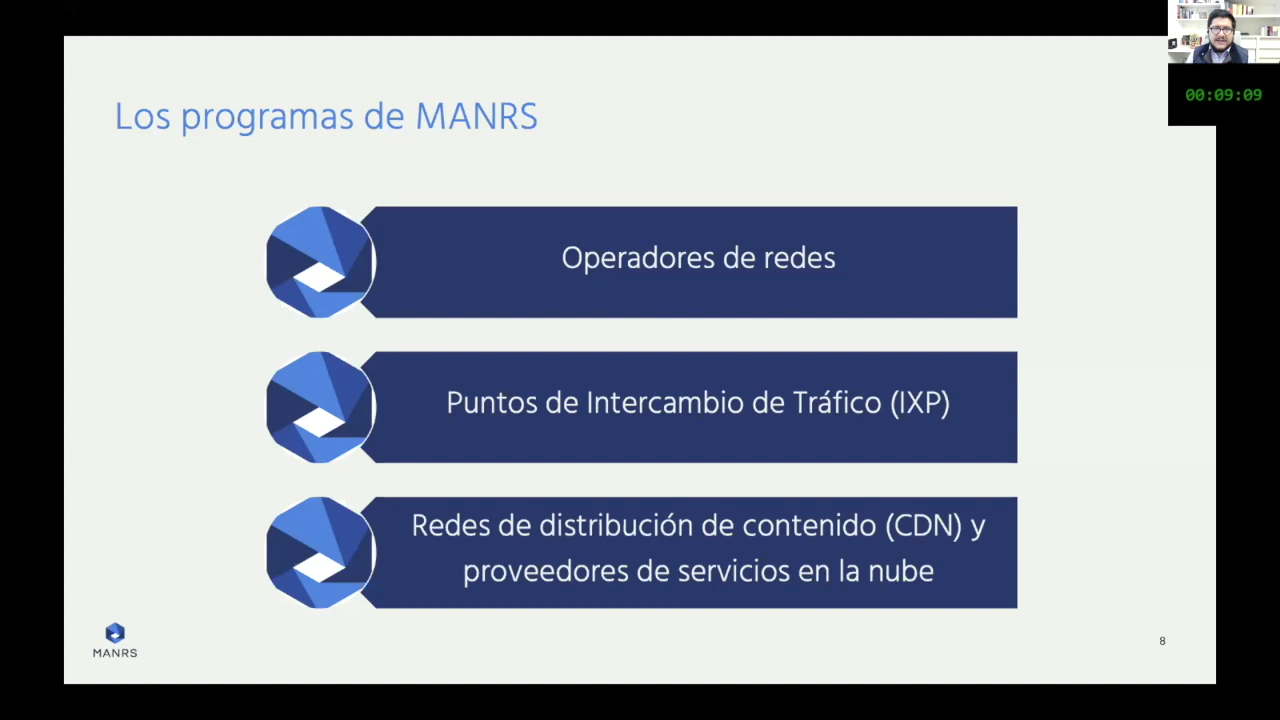 00:09:09
Los programas de MANRS
Operadores de redes
Puntos de Intercambio de Tráfico (IXP)
Redes de distribución de contenido (CDN) y
proveedores de servicios en la nube
MANRS
8